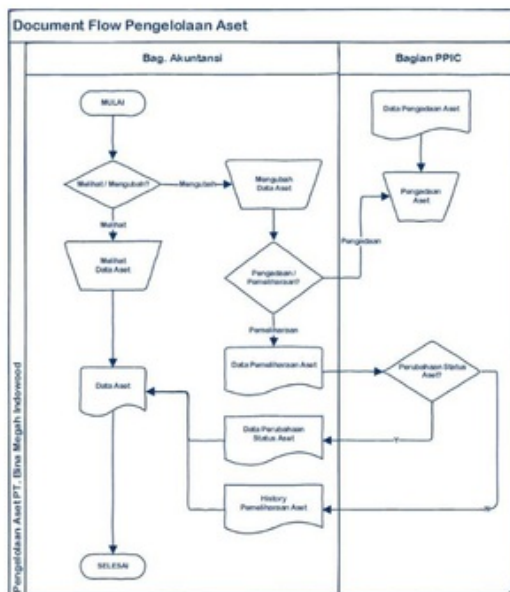 Document Flow Pengelolaan Aset
Bag. Akuntansi
Bagian PPIC
MULAI
Data Pengadaan Aset
Melihat / Mengubah?
Mengubah
Mengubah
Data Aset
Pengadaan
Aset
Melihat
Pengadaan
Melihat
Data Aset
Pengadaan /
Pemeliharaan?
Pemeliharaan
Data Pemeliharaan Aset
Perubahaan Status
Aset?
Data Aset
Data Perubahaan
Status Aset
Y
History
Pemeliharaan Aset
SELESAI
Pengelolaan Aset PT. Bina Megah Indowood